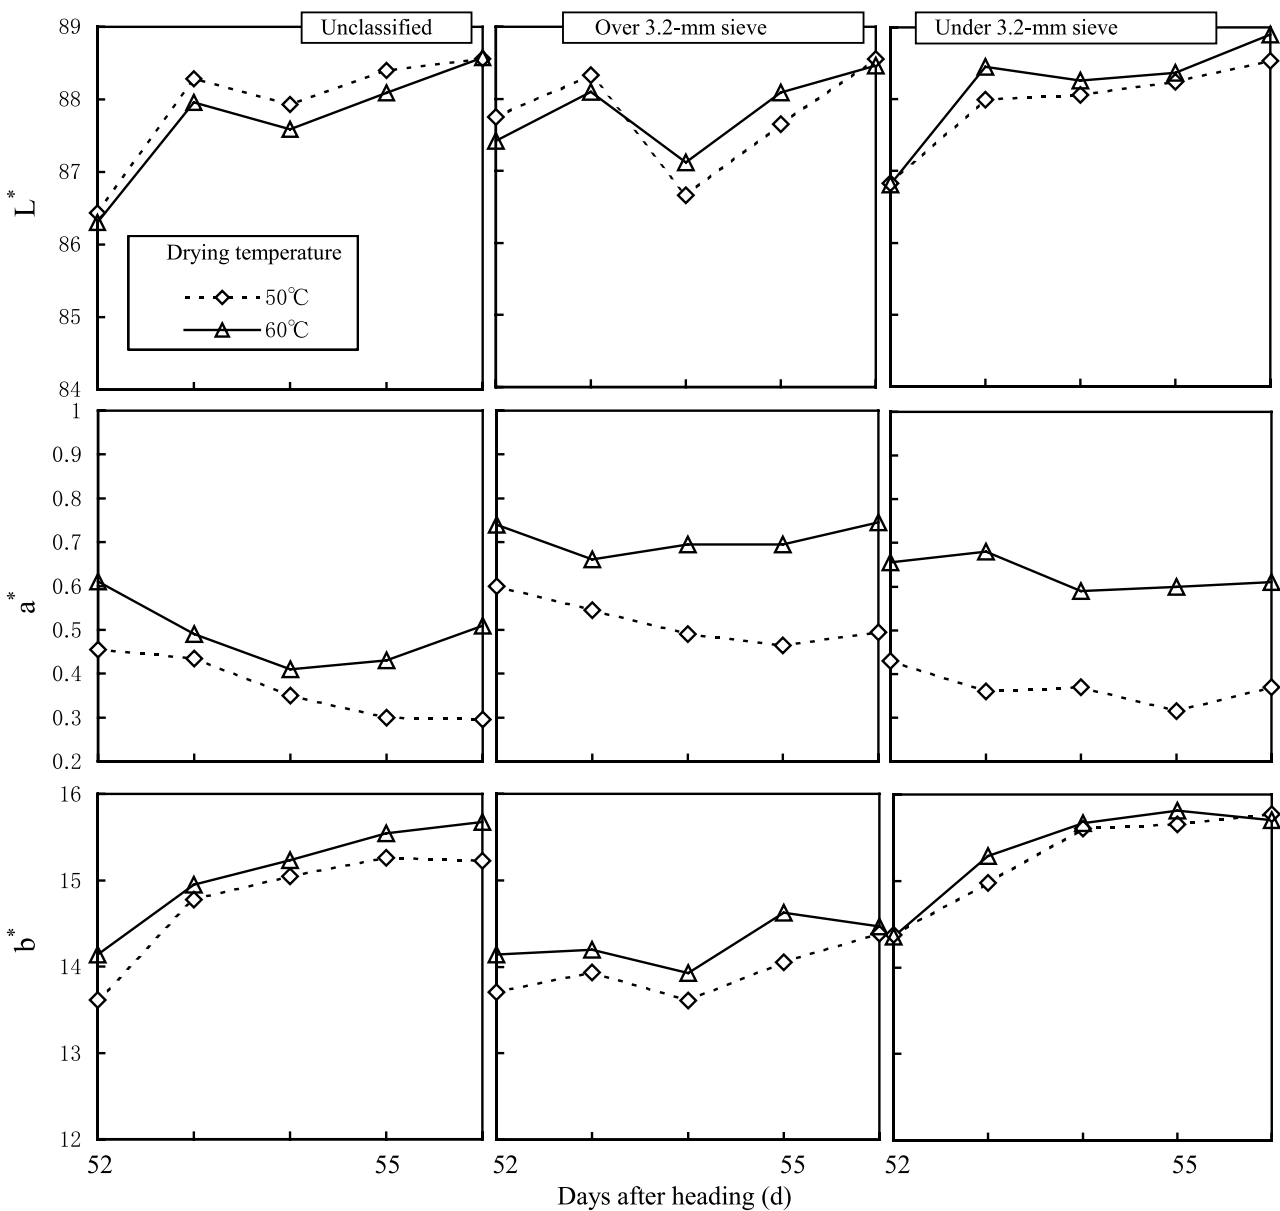 Unclassified
Over 3.2-mm sieve
Under 3.2-mm sieve
89
88
87
86
85
84
L*
Drying temperature
50℃
60℃
1
0.9
0.8
0.7
0.6
0.5
0.4
0.3
0.2
a*
16
15
14
13
12
b*
52 55 52 55 52 55
Days after heading (d)